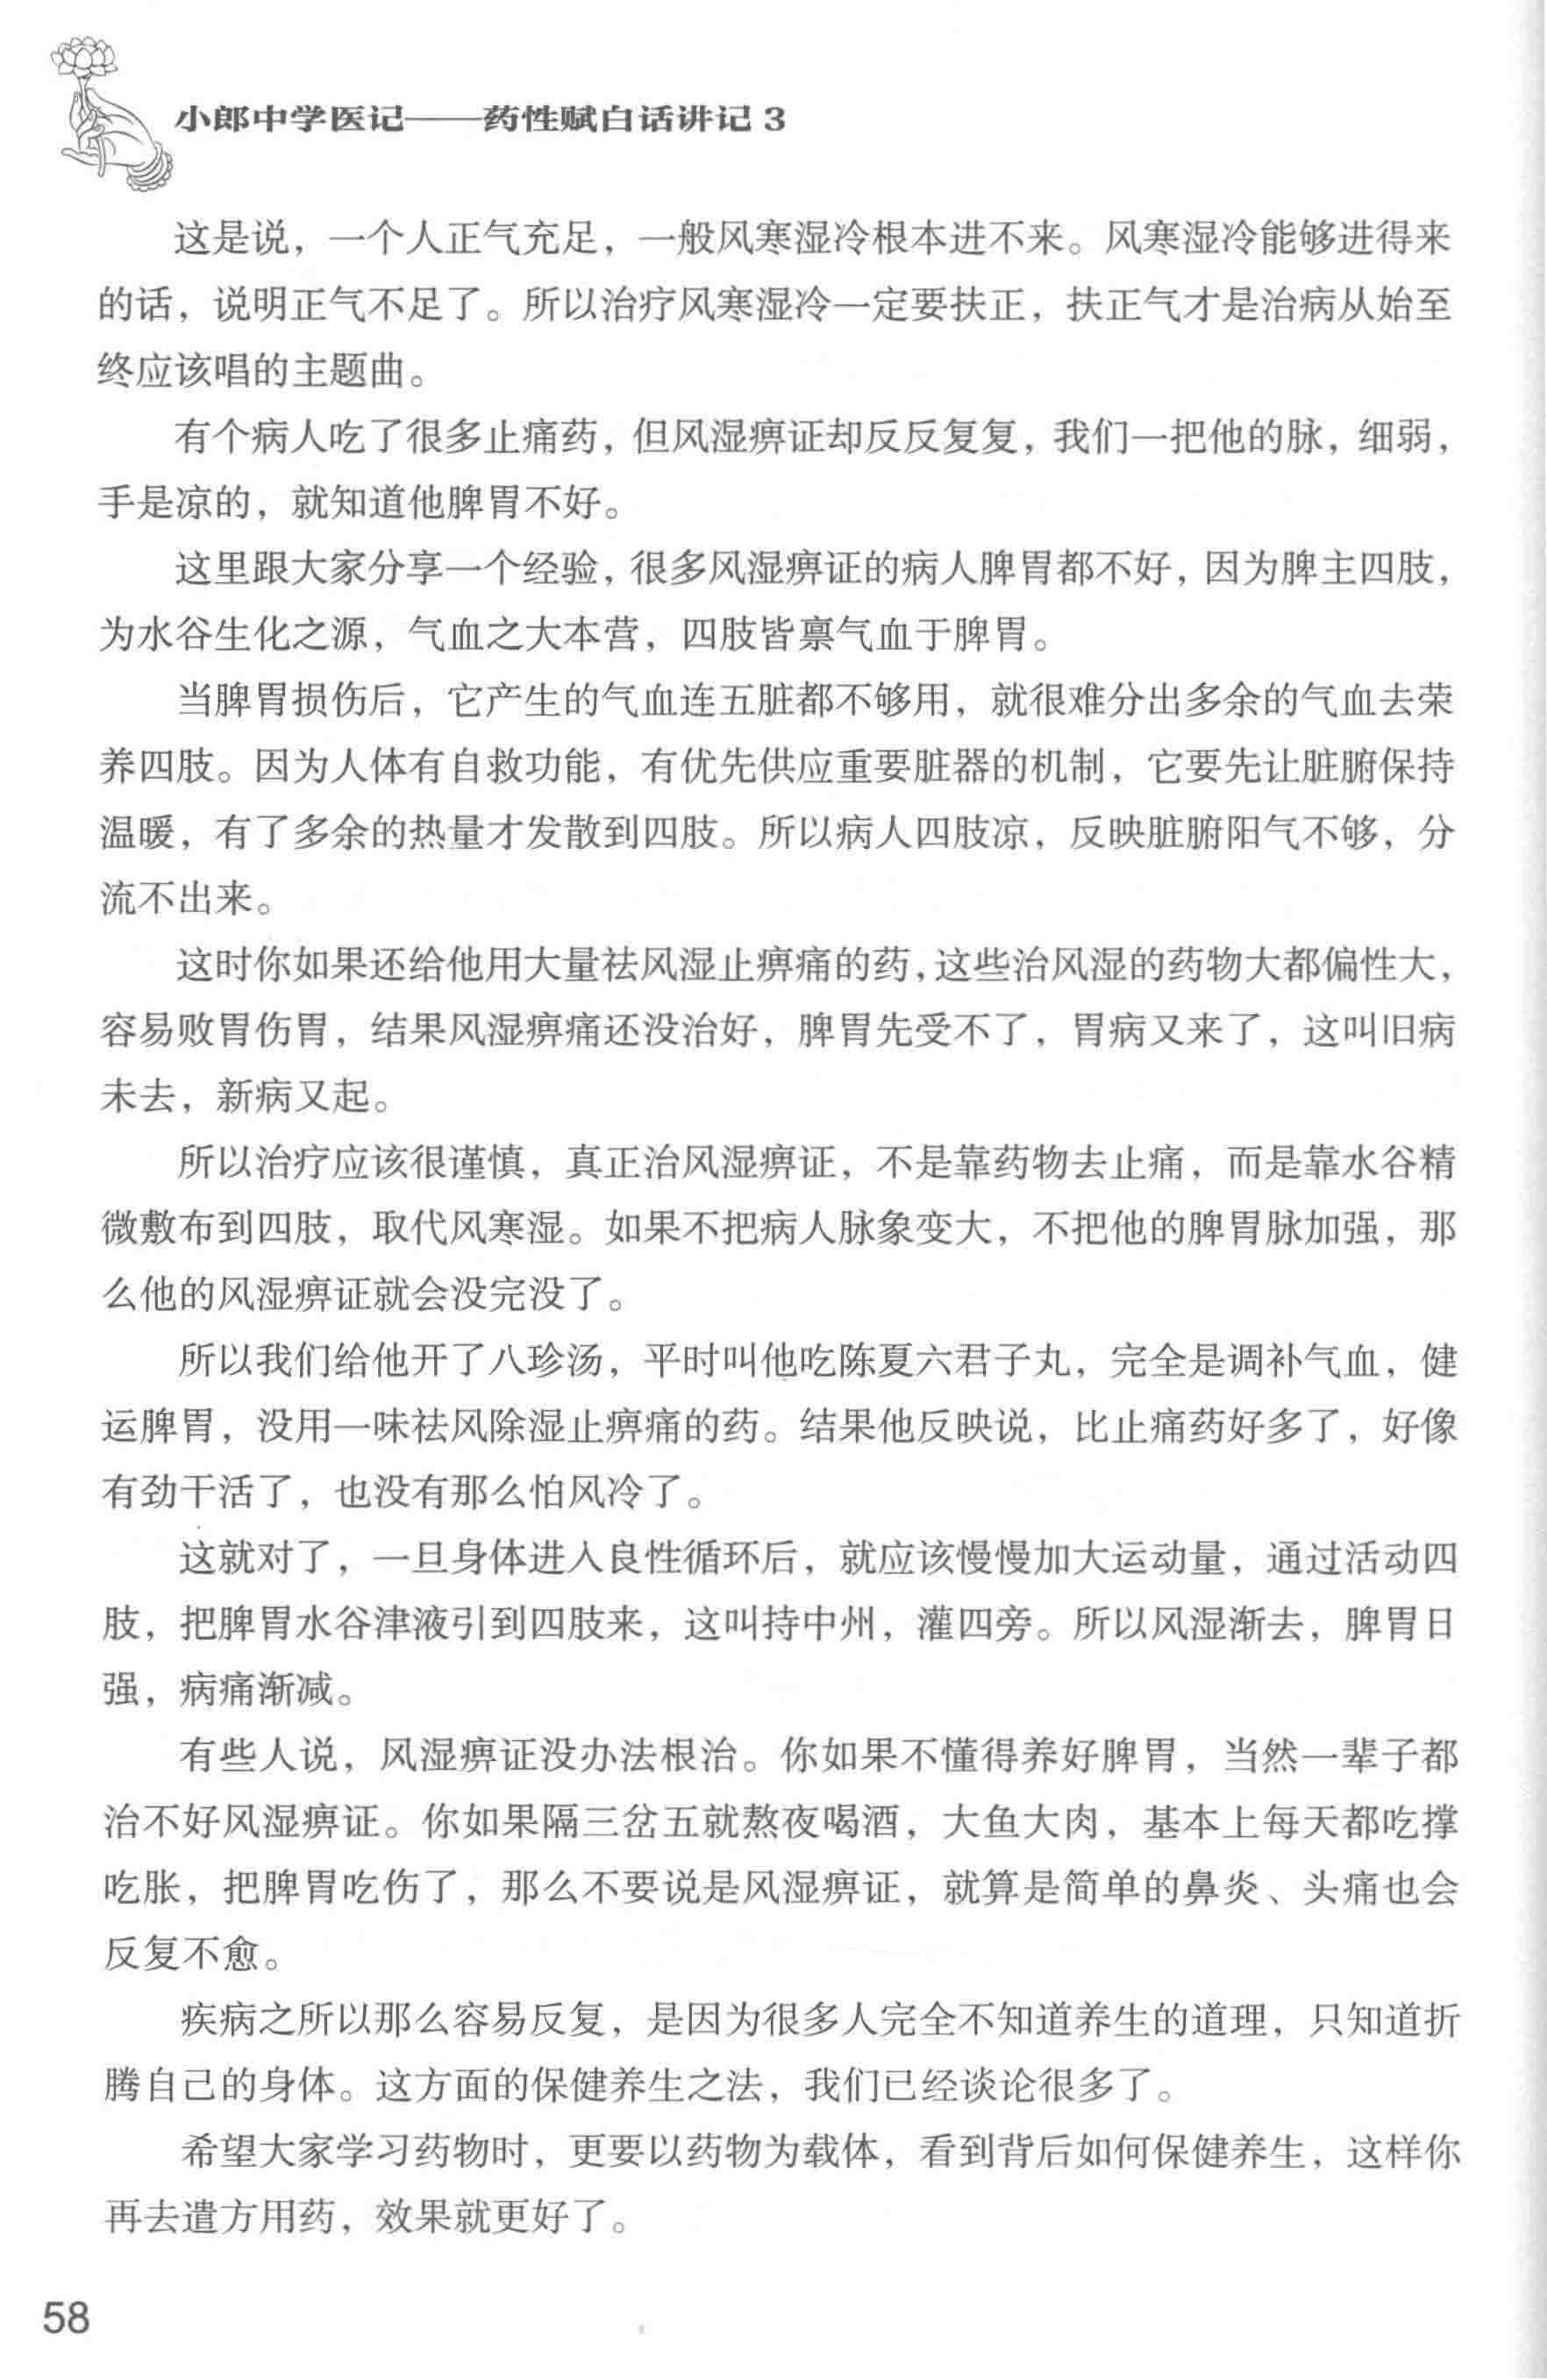 小郎中学医记——药性赋白话讲记 3
这是说，一个人正气充足，一般风寒湿冷根本进不来。风寒湿冷能够进得来
的话，说明正气不足了。所以治疗风寒湿冷一定要扶正，扶正气才是治病从始至
终应该唱的主题曲。
有个病人吃了很多止痛药，但风湿痹证却反反复复，我们一把他的脉，细弱，
手是凉的，就知道他脾胃不好。
这里跟大家分享一个经验，很多风湿痹证的病人脾胃都不好，因为脾主四肢，
为水谷生化之源，气血之大本营，四肢皆禀气血于脾胃。
当脾胃损伤后，它产生的气血连五脏都不够用，就很难分出多余的气血去荣
养四肢。因为人体有自救功能，有优先供应重要脏器的机制，它要先让脏腑保持
温暖，有了多余的热量才发散到四肢。所以病人四肢凉，反映脏腑阳气不够，分
流不出来。
这时你如果还给他用大量祛风湿止痹痛的药，这些治风湿的药物大都偏性大，
容易败胃伤胃，结果风湿痹痛还没治好，脾胃先受不了，胃病又来了，这叫旧病
未去，新病又起。
所以治疗应该很谨慎，真正治风湿痹证，不是靠药物去止痛，而是靠水谷精
微敷布到四肢，取代风寒湿。如果不把病人脉象变大，不把他的脾胃脉加强，那
么他的风湿痹证就会没完没了。
所以我们给他开了八珍汤，平时叫他吃陈夏六君子丸，完全是调补气血，健
运脾胃，没用一味祛风除湿止痹痛的药。结果他反映说，比止痛药好多了，好像
有劲干活了，也没有那么怕风冷了。
这就对了，一旦身体进入良性循环后，就应该慢慢加大运动量，通过活动四
肢，把脾胃水谷津液引到四肢来，这叫持中州，灌四旁。所以风湿渐去，脾胃日
强，病痛渐减。
有些人说，风湿痹证没办法根治。你如果不懂得养好脾胃，当然一辈子都
治不好风湿痹证。你如果隔三岔五就熬夜喝酒，大鱼大肉，基本上每天都吃撑
吃胀，把脾胃吃伤了，那么不要说是风湿痹证，就算是简单的鼻炎、头痛也会
反复不愈。
疾病之所以那么容易反复，是因为很多人完全不知道养生的道理，只知道折
腾自己的身体。这方面的保健养生之法，我们已经谈论很多了。
希望大家学习药物时，更要以药物为载体，看到背后如何保健养生，这样你
再去遣方用药，效果就更好了。
58